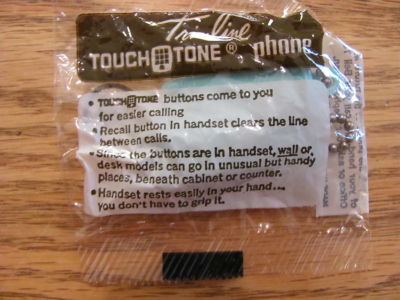 Trimline
TOUCH TONE ® phone
• TOUCH TONE buttons come to you
for easier calling
• Recall button in handset clears the line
between calls.
• Since the buttons are in handset, wall or
desk models can go in unusual but handy
places, beneath cabinet or counter.
• Handset rests easily in your hand...
you don't have to grip it.